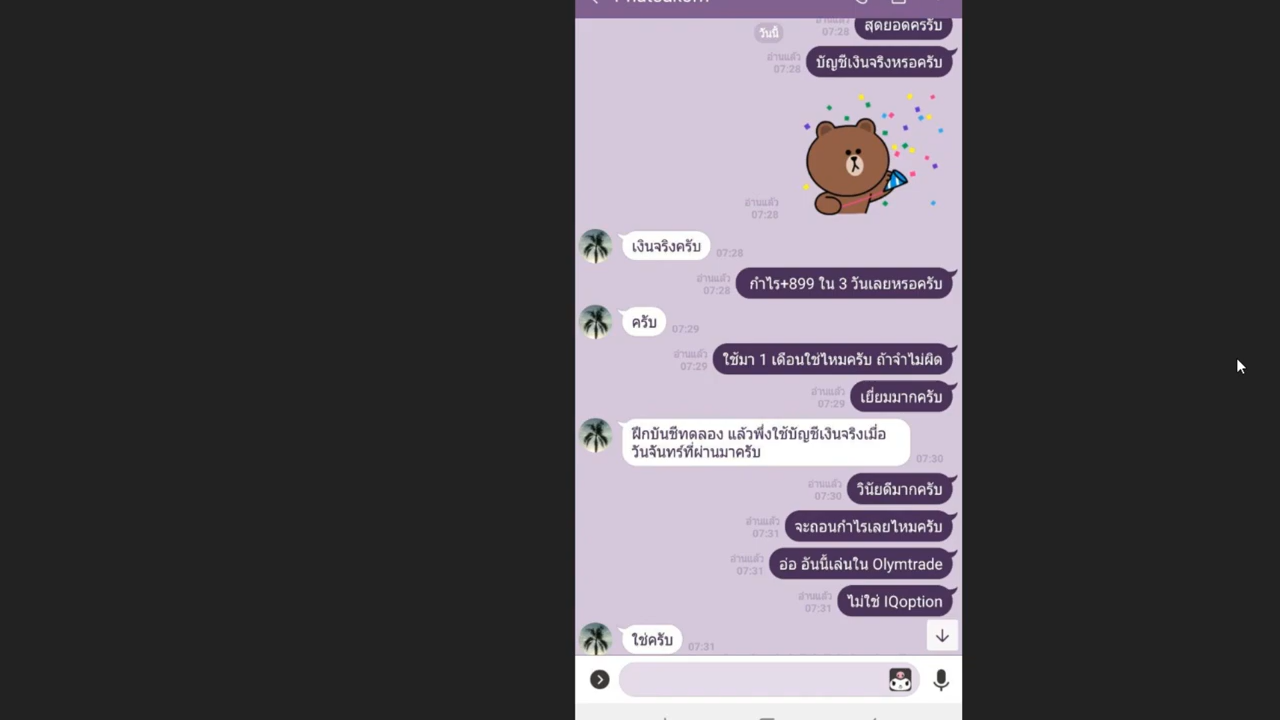 สุดยอดครรับ
อ่านแล้ว
07:28
วันนี้
บัญชีเงินจริงหรอครับ
อ่านแล้ว
07:28
อ่านแล้ว
07:28
เงินจริงครับ
07:28
กำไร+899 ใน 3 วันเลยหรอครับ
อ่านแล้ว
07:28
ครับ
07:29
ใช้มา 1 เดือนใช่ไหมครับ ถ้าจำไม่ผิด
อ่านแล้ว
07:29
เยี่ยมมากครับ
อ่านแล้ว
07:29
ฝึกบันชีทดลอง แล้วพึ่งใช้บัญชีเงินจริงเมื่อ
วันจันทร์ที่ผ่านมาครับ
07:30
วินัยดีมากครับ
อ่านแล้ว
07:30
จะถอนกำไรเลยไหมครับ
อ่านแล้ว
07:31
อ่อ อันนี้เล่นใน Olymtrade
อ่านแล้ว
07:31
ไม่ใช่ IQoption
อ่านแล้ว
07:31
ใช่ครับ
07:31